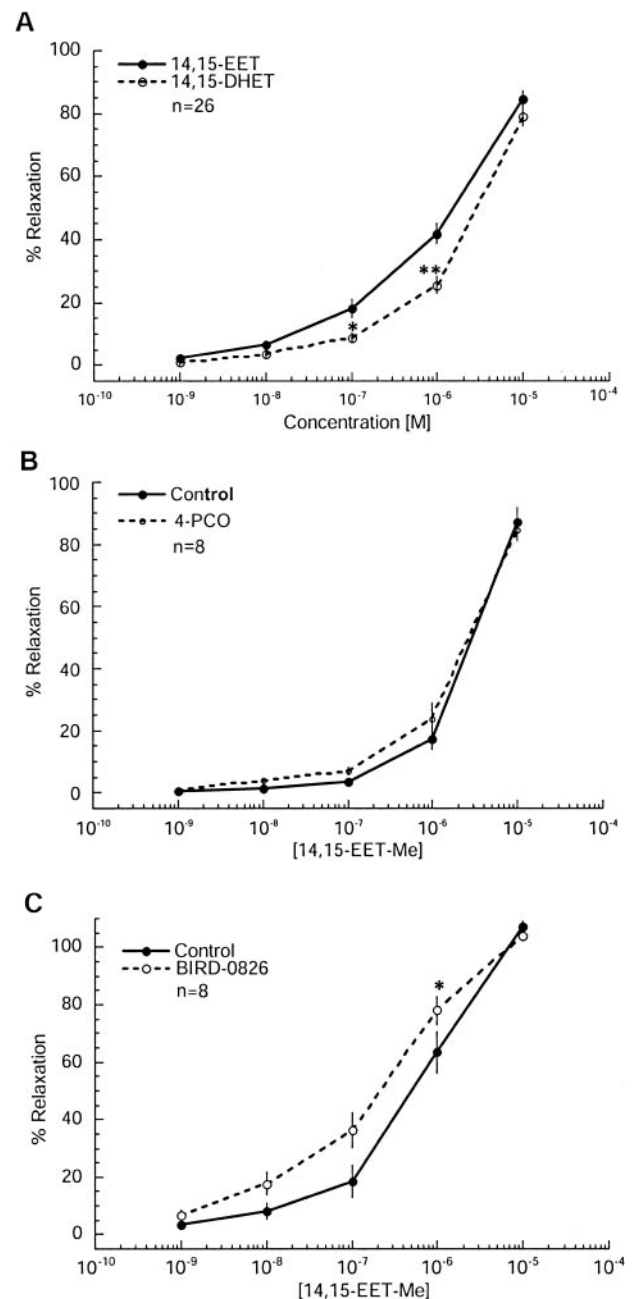 A
100
80
60
40
20
0
% Relaxation
14,15-EET
14,15-DHET
n=26
*
**
10⁻¹⁰ 10⁻⁹ 10⁻⁸ 10⁻⁷ 10⁻⁶ 10⁻⁵ 10⁻⁴
Concentration [M]
B
100
80
60
40
20
0
% Relaxation
Control
4-PCO
n=8
10⁻¹⁰ 10⁻⁹ 10⁻⁸ 10⁻⁷ 10⁻⁶ 10⁻⁵ 10⁻⁴
[14,15-EET-Me]
C
100
80
60
40
20
0
% Relaxation
Control
BIRD-0826
n=8
*
10⁻¹⁰ 10⁻⁹ 10⁻⁸ 10⁻⁷ 10⁻⁶ 10⁻⁵ 10⁻⁴
[14,15-EET-Me]